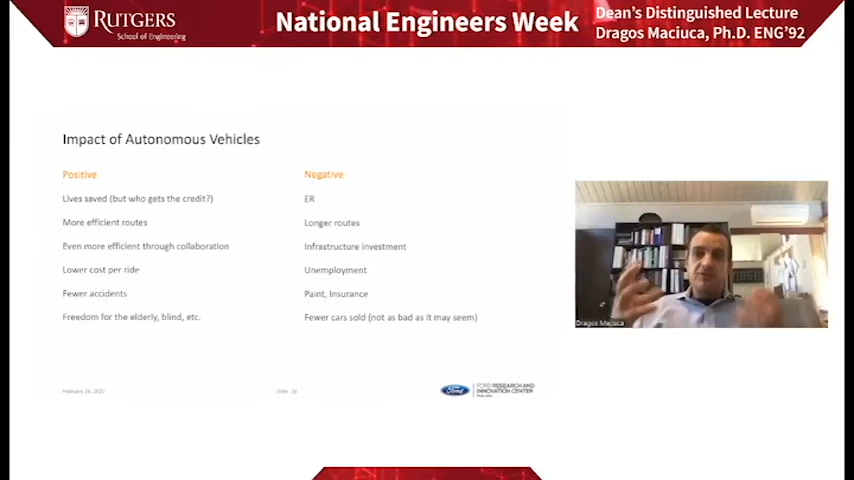 RUTGERS
School of Engineering
National Engineers Week
Dean's Distinguished Lecture
Dragos Maciuca, Ph.D. ENG'92
Impact of Autonomous Vehicles
Positive
Negative
Lives saved (but who gets the credit?)
ER
More efficient routes
Longer routes
Even more efficient through collaboration
Infrastructure investment
Lower cost per ride
Unemployment
Fewer accidents
Paint, Insurance
Freedom for the elderly, blind, etc.
Fewer cars sold (not as bad as it may seem)
Dragos Maciuca
Slide
Ford
FORD RESEARCH AND
INNOVATION CENTER